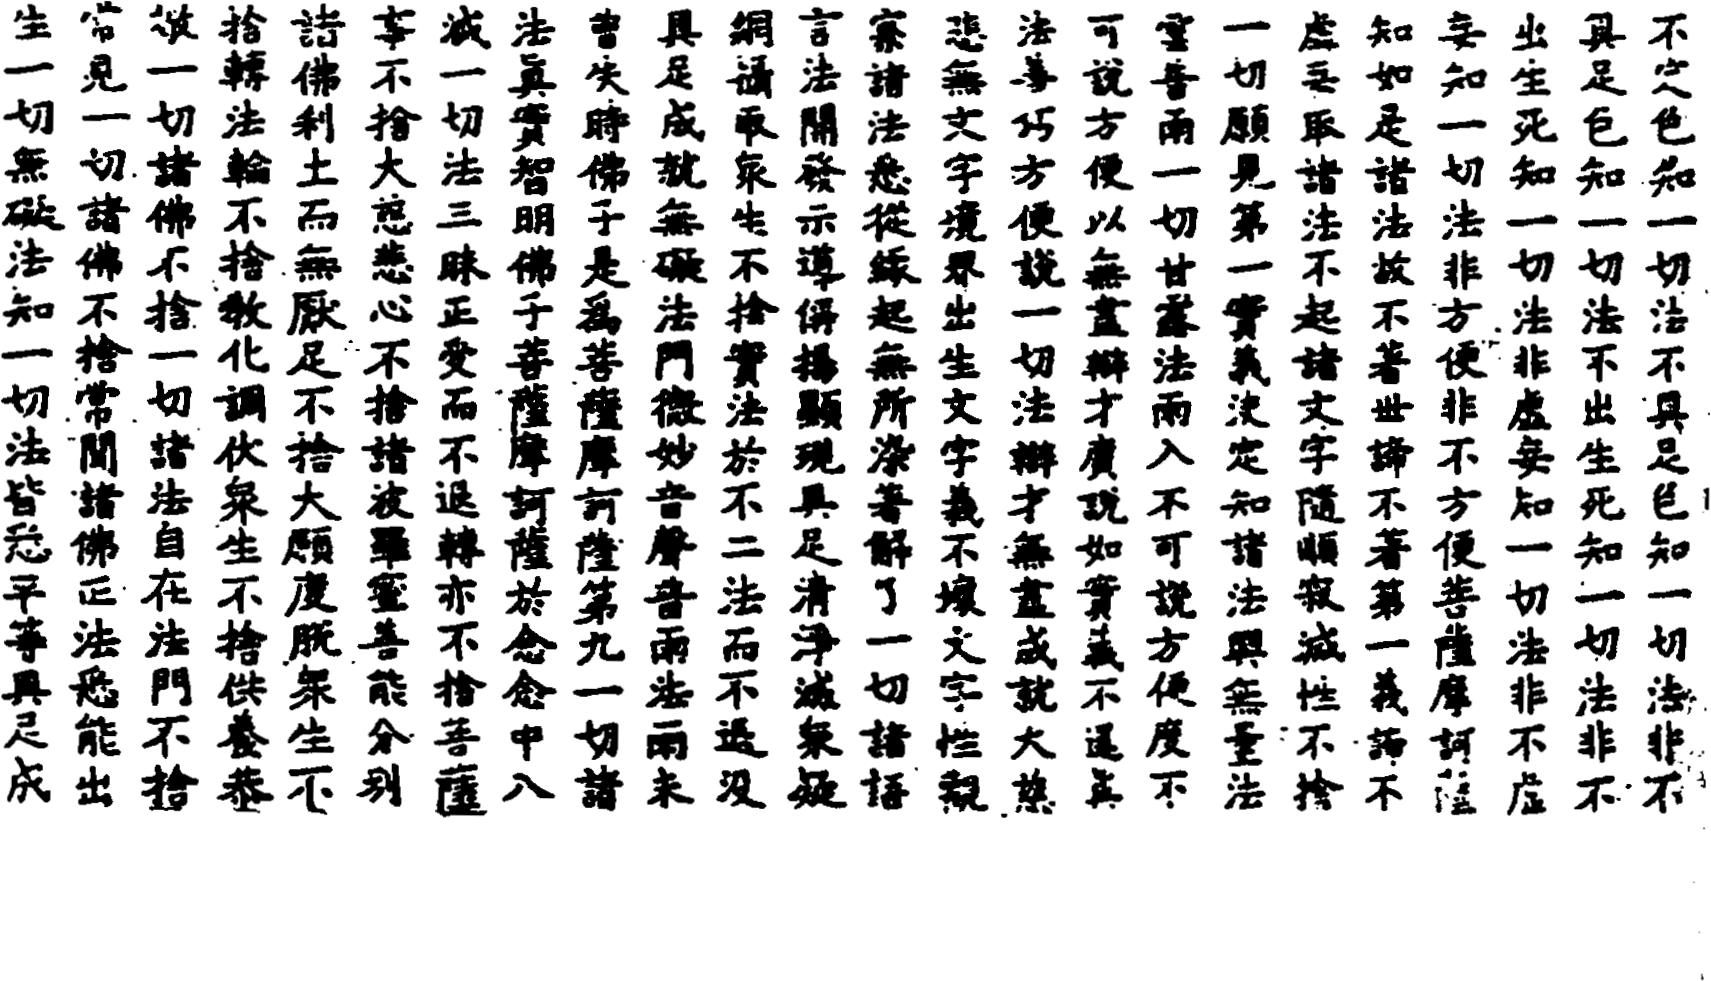 不定色知一切法不具足色知一切法非不
具足色知一切法不出生死知一切法非不
出生死知一切法非虛妄知一切法非不虛
妄知一切法非方便非不方便菩薩摩訶薩
知如是諸法故不著世諦不著第一義諦不
虛妄取諸法不起諸文字隨順寂滅性不捨
一切願見第一實義決定知諸法興無量法
雲普雨一切甘露法雨入不可說方便度不
可說方便以無盡辯才廣說如實義不違真
法善巧方便說一切法辯才無盡成就大慈
悲無文字境界出生文字義不壞文字性觀
察諸法悉從緣起無所染著解了一切諸語
言法開發示導稱揚顯現具足清淨滅眾疑
網攝取眾生不捨實法於不二法而不退没
具足成就無礙法門微妙音聲普雨法雨未
曾失時佛子是為菩薩摩訶薩第九一切諸
法真實智明佛子菩薩摩訶薩於念念中入
滅一切法三昧正受而不退轉亦不捨菩薩
事不捨大慈悲心不捨諸波羅蜜善能分別
諸佛剎土而無厭足不捨大願度脫眾生不
捨轉法輪不捨教化調伏眾生不捨供養恭
敬一切諸佛不捨一切諸法自在法門不捨
常見一切諸佛不捨常聞諸佛正法悉能出
生一切無礙法知一切法皆悉平等具足成